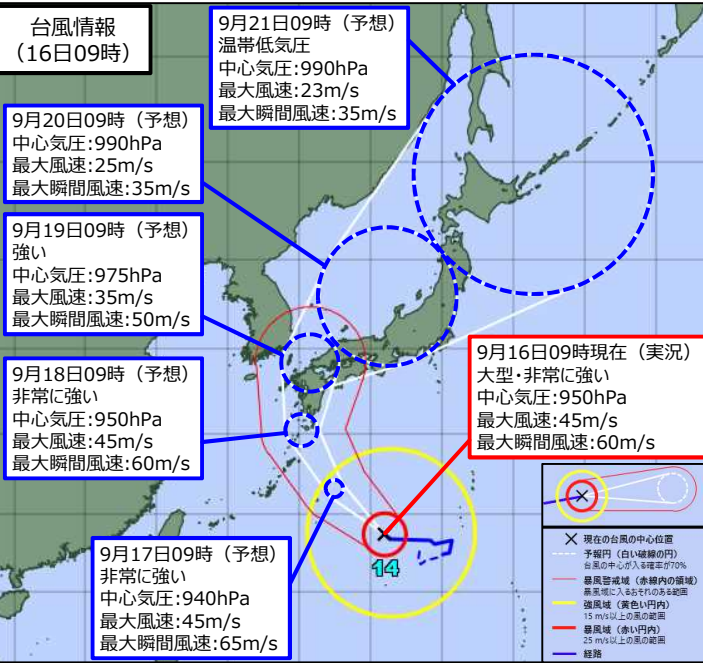 台風情報
(16日09時)
9月21日09時(予想)
温帯低気圧
中心気圧:990hPa
最大風速:23m/s
最大瞬間風速:35m/s
9月20日09時(予想)
中心気圧:990hPa
最大風速:25m/s
最大瞬間風速:35m/s
9月19日09時(予想)
強い
中心気圧:975hPa
最大風速:35m/s
最大瞬間風速:50m/s
9月18日09時(予想)
非常に強い
中心気圧:950hPa
最大風速:45m/s
最大瞬間風速:60m/s
9月16日09時現在(実況)
大型・非常に強い
中心気圧:950hPa
最大風速:45m/s
最大瞬間風速:60m/s
9月17日09時(予想)
非常に強い
中心気圧:940hPa
最大風速:45m/s
最大瞬間風速:65m/s
14
現在の台風の中心位置
予報円(白い破線の円)
台風の中心が入る確率が70%
暴風警戒域(赤線内の領域)
暴風域に入るおそれのある範囲
強風域(黄色い円内)
15 m/s以上の風の範囲
暴風域(赤い円内)
25 m/s以上の風の範囲
経路